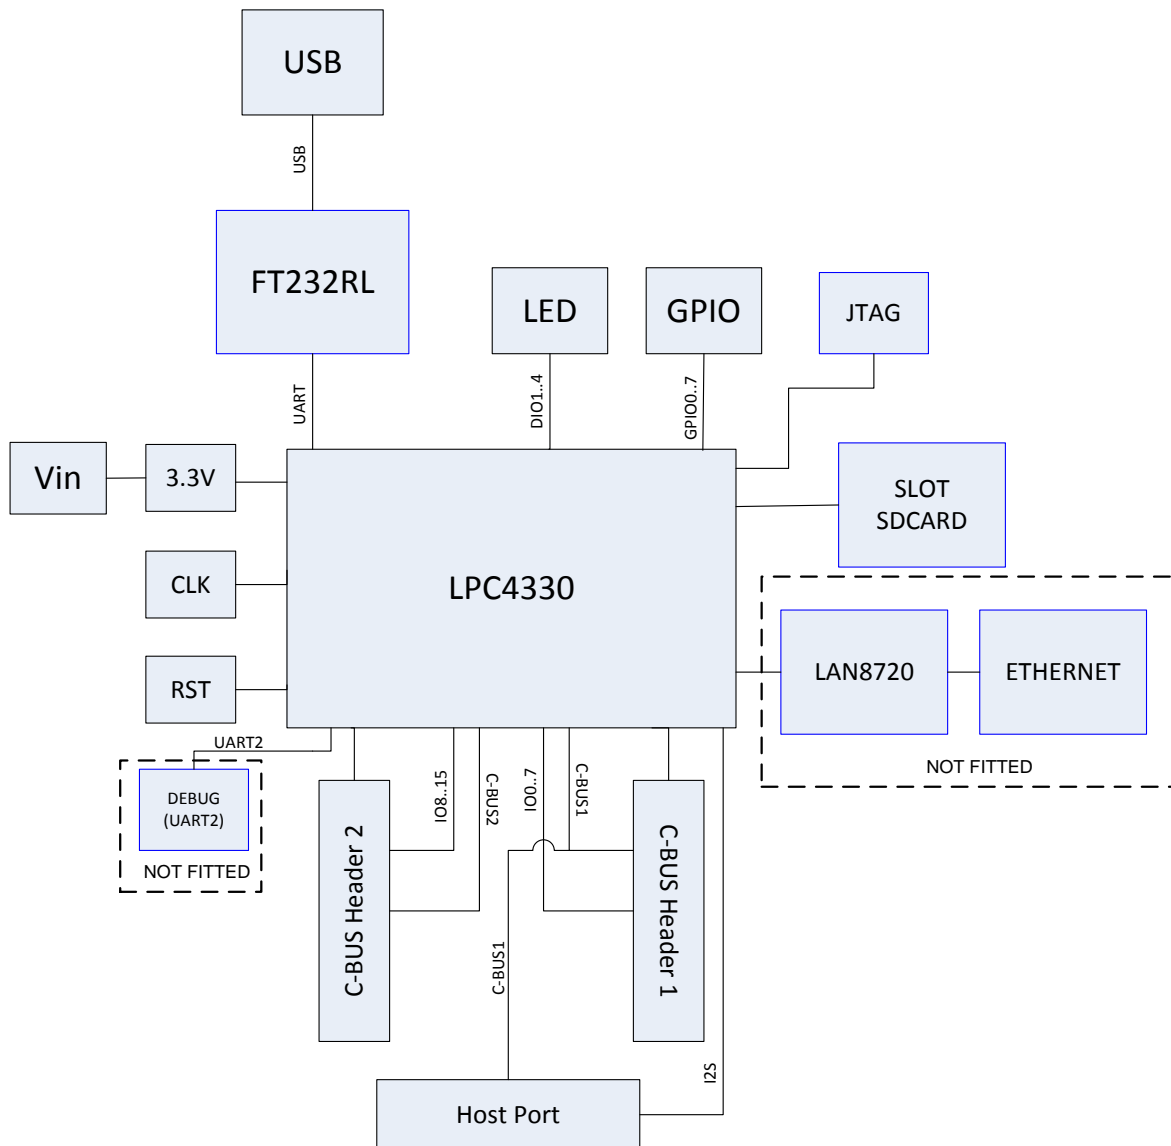 USB
USB
FT232RL
LED
GPIO
JTAG
UART
DIO1..4
GPIO0..7
Vin
3.3V
SLOT
SDCARD
CLK
LPC4330
RST
LAN8720
ETHERNET
NOT FITTED
UART2
DEBUG
(UART2)
NOT FITTED
IO8..15
C-BUS2
IO0..7
C-BUS1
C-BUS Header 2
C-BUS Header 1
C-BUS1
I2S
Host Port